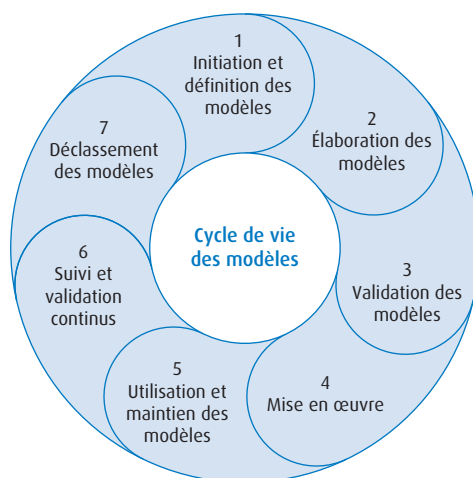 1
Initiation et
définition des
modèles
2
Élaboration des
modèles
3
Validation des
modèles
4
Mise en œuvre
5
Utilisation et
maintien des
modèles
6
Suivi et
validation
continus
7
Déclassement
des modèles
Cycle de vie
des modèles